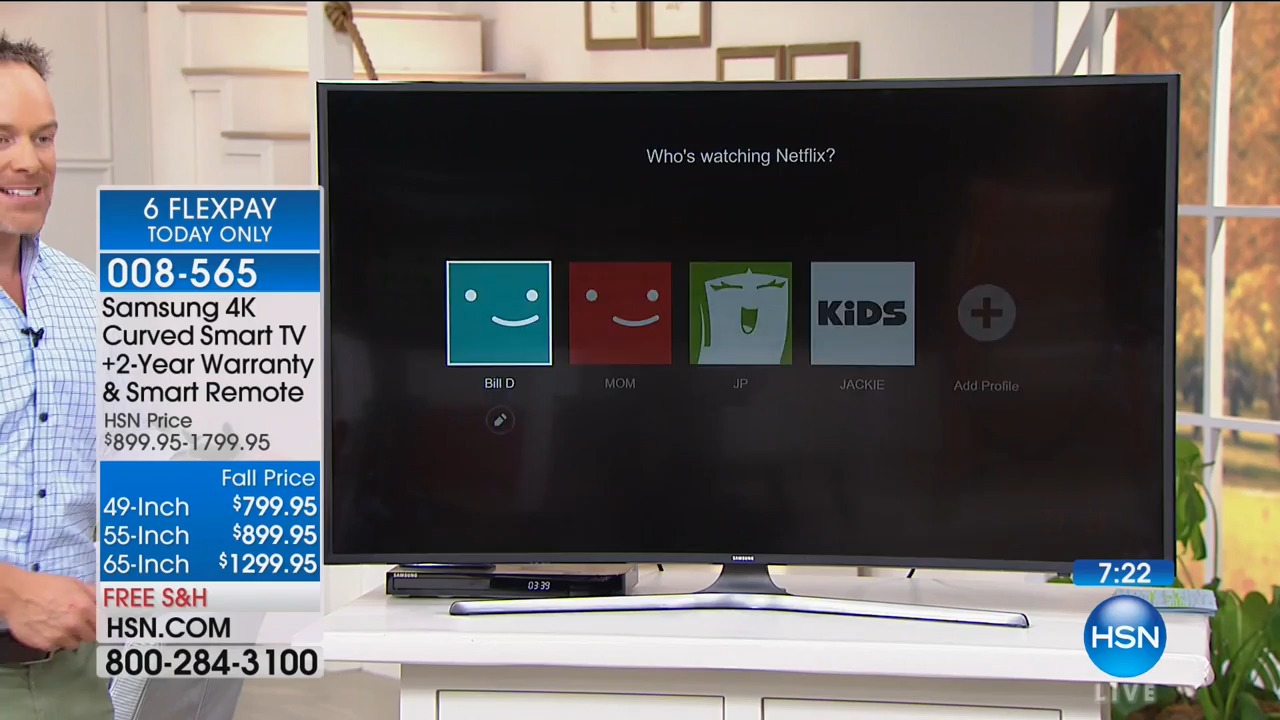 Who's watching Netflix?
KiDS
Bill D
MOM
JP
JACKIE
Add Profile
SAMSUNG
SAMSUNG
03:39
6 FLEXPAY
TODAY ONLY
008-565
Samsung 4K
Curved Smart TV
+2-Year Warranty
& Smart Remote
HSN Price
$899.95-1799.95
Fall Price
49-Inch $799.95
55-Inch $899.95
65-Inch $1299.95
FREE S&H
HSN.COM
800-284-3100
7:22
HSN
LIVE